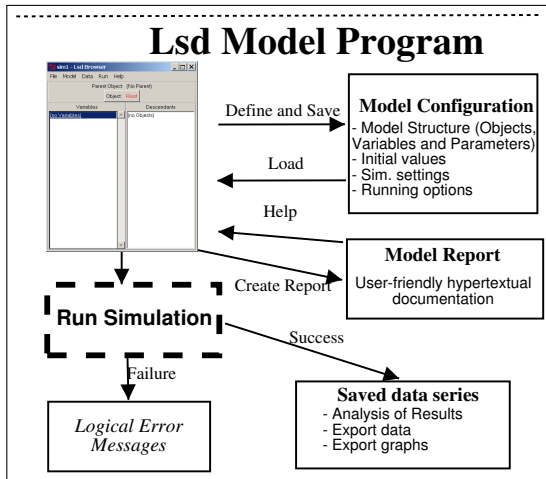 Lsd Model Program
sim1 - Lsd Browser
File Model Data Run Help
Parent Object (No Parent)
Object Root
Variables Descendants
(no Variables) (no Objects)
Define and Save
Load
Model Configuration
- Model Structure (Objects,
Variables and Parameters)
- Initial values
- Sim. settings
- Running options
Help
Create Report
Model Report
User-friendly hypertextual
documentation
Run Simulation
Success
Failure
Logical Error
Messages
Saved data series
- Analysis of Results
- Export data
- Export graphs